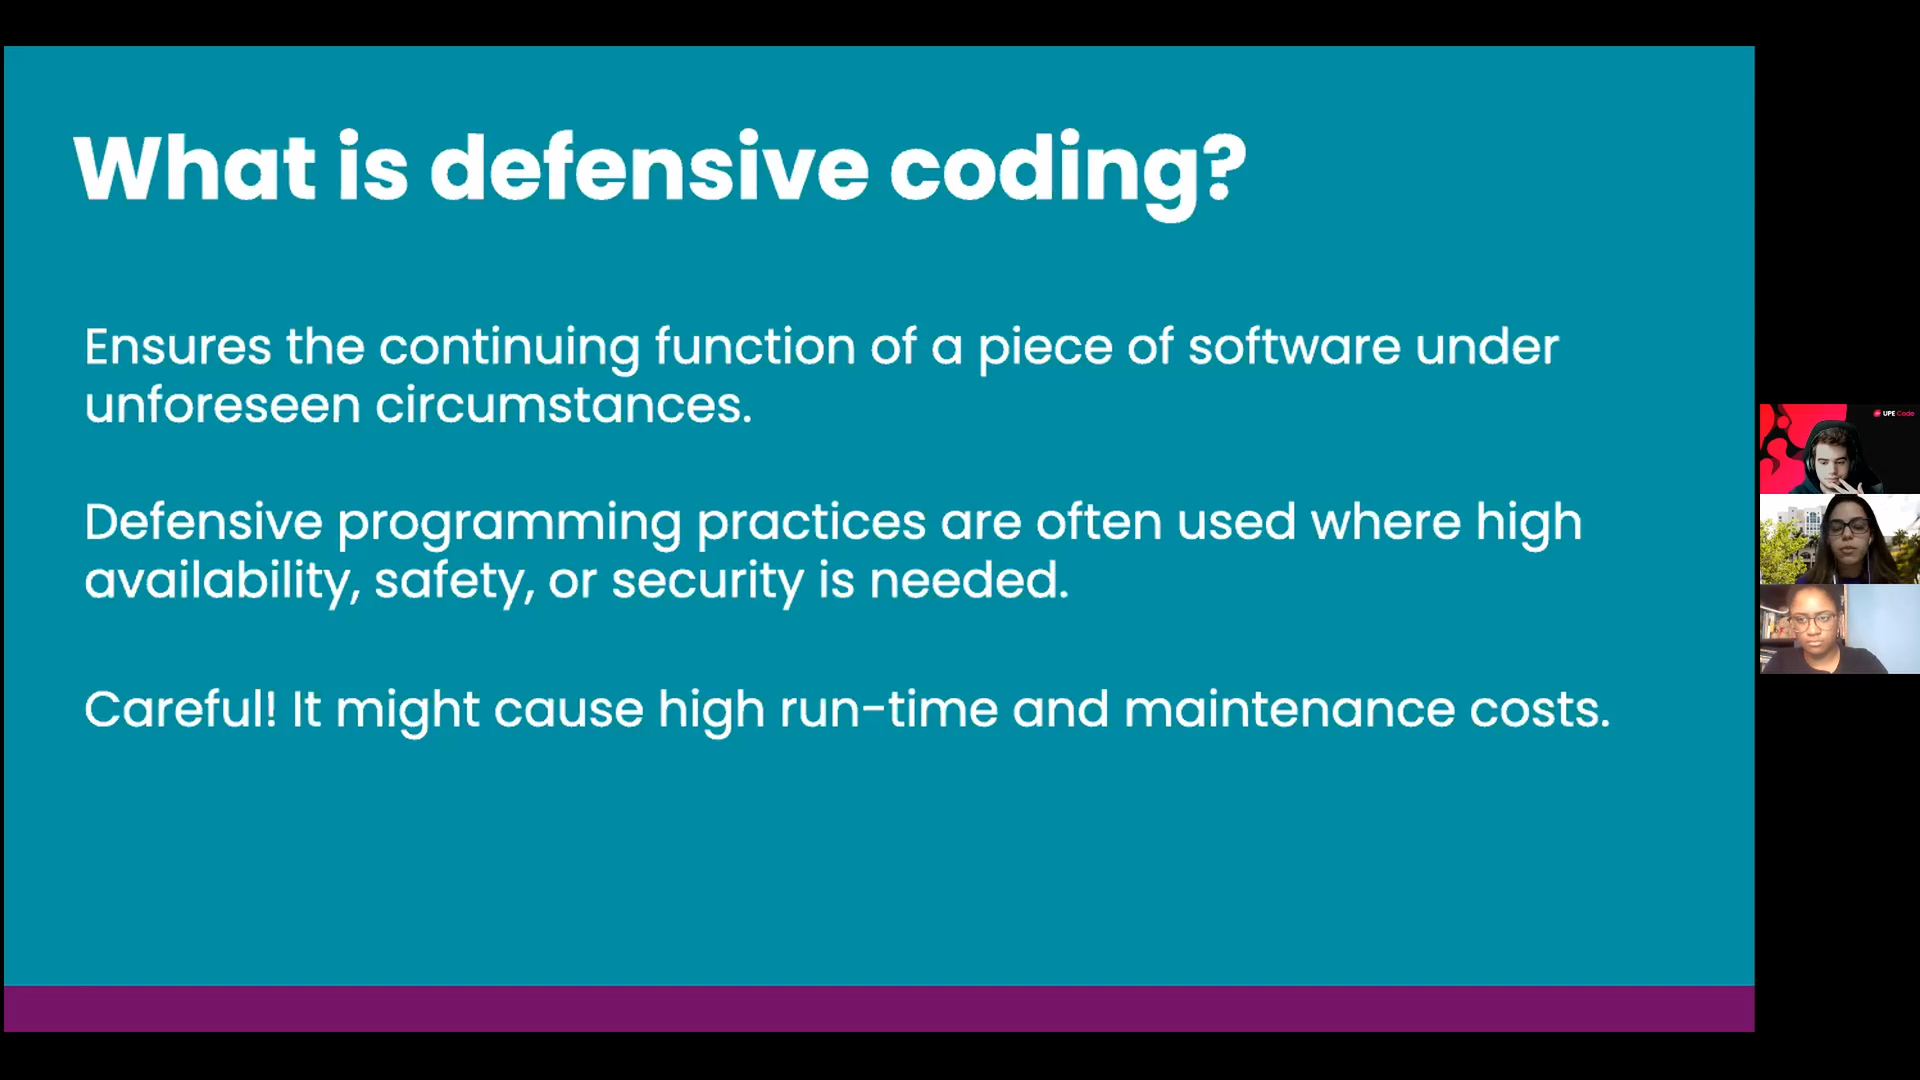 What is defensive coding?
Ensures the continuing function of a piece of software under
unforeseen circumstances.
Defensive programming practices are often used where high
availability, safety, or security is needed.
Careful! It might cause high run-time and maintenance costs.
UPE Code